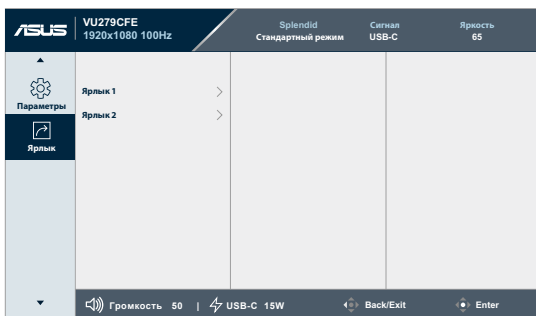 ASUS
VU279CFE
1920x1080 100Hz
Splendid
Стандартный режим
Сигнал
USB-C
Яркость
65
Параметры
Ярлык
Ярлык 1
Ярлык 2
Громкость 50 | USB-C 15W
Back/Exit
Enter